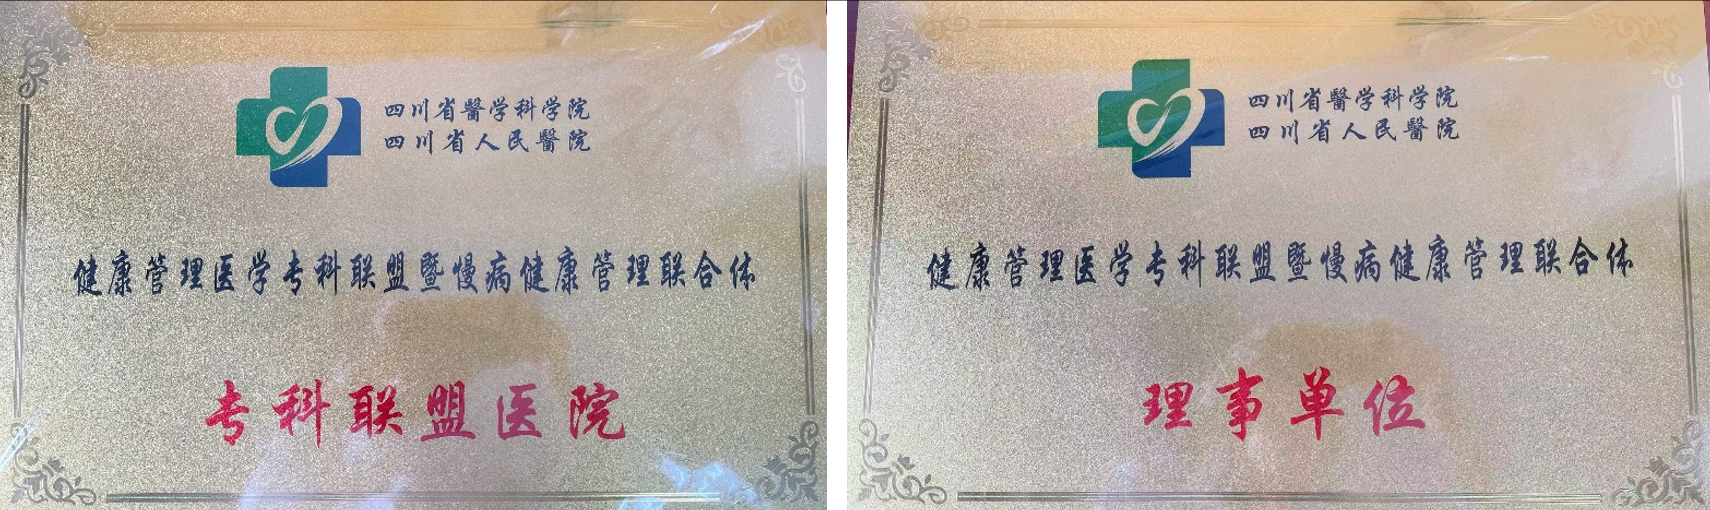 四川省醫学科学院
四川省人民醫院
健康管理医学专科联盟暨慢病健康管理联合体
专科联盟医院
四川省醫学科学院
四川省人民醫院
健康管理医学专科联盟暨慢病健康管理联合体
理事单位